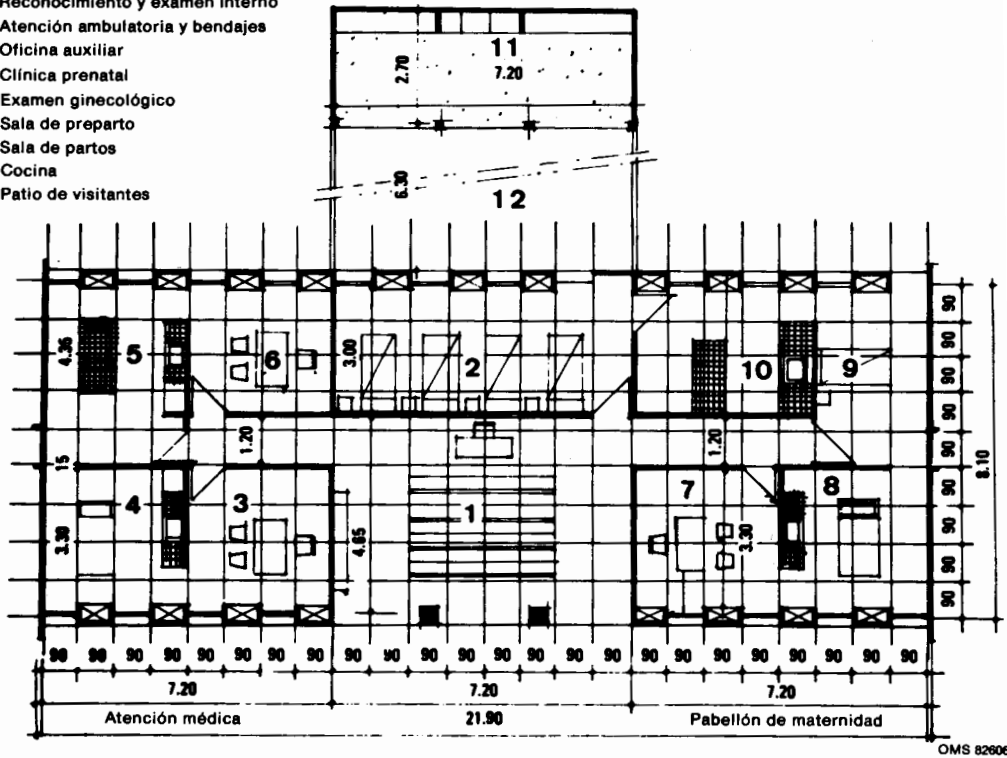 Reconocimiento y examen interno
Atención ambulatoria y bendajes
Oficina auxiliar
Clínica prenatal
Examen ginecológico
Sala de preparto
Sala de partos
Cocina
Patio de visitantes
11
7.20
2.70
6.30
12
4.35
5
6
3.00
2
10
9
1.20
1.20
15
4
3
3.30
4.65
1
7
3.30
8
90
90
90
90
90
90
90
90
90
8.10
90 90 90 90 90 90 90 90 90 90 90 90 90 90 90 90 90 90 90 90 90 90 90 90
7.20
7.20
7.20
Atención médica
21.90
Pabellón de maternidad
OMS 82606